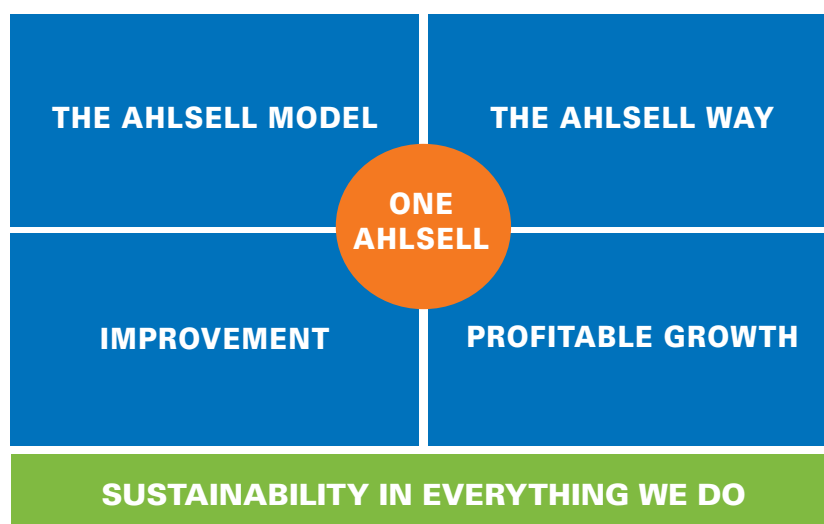 THE AHLSELL MODEL
THE AHLSELL WAY
ONE
AHLSELL
IMPROVEMENT
PROFITABLE GROWTH
SUSTAINABILITY IN EVERYTHING WE DO